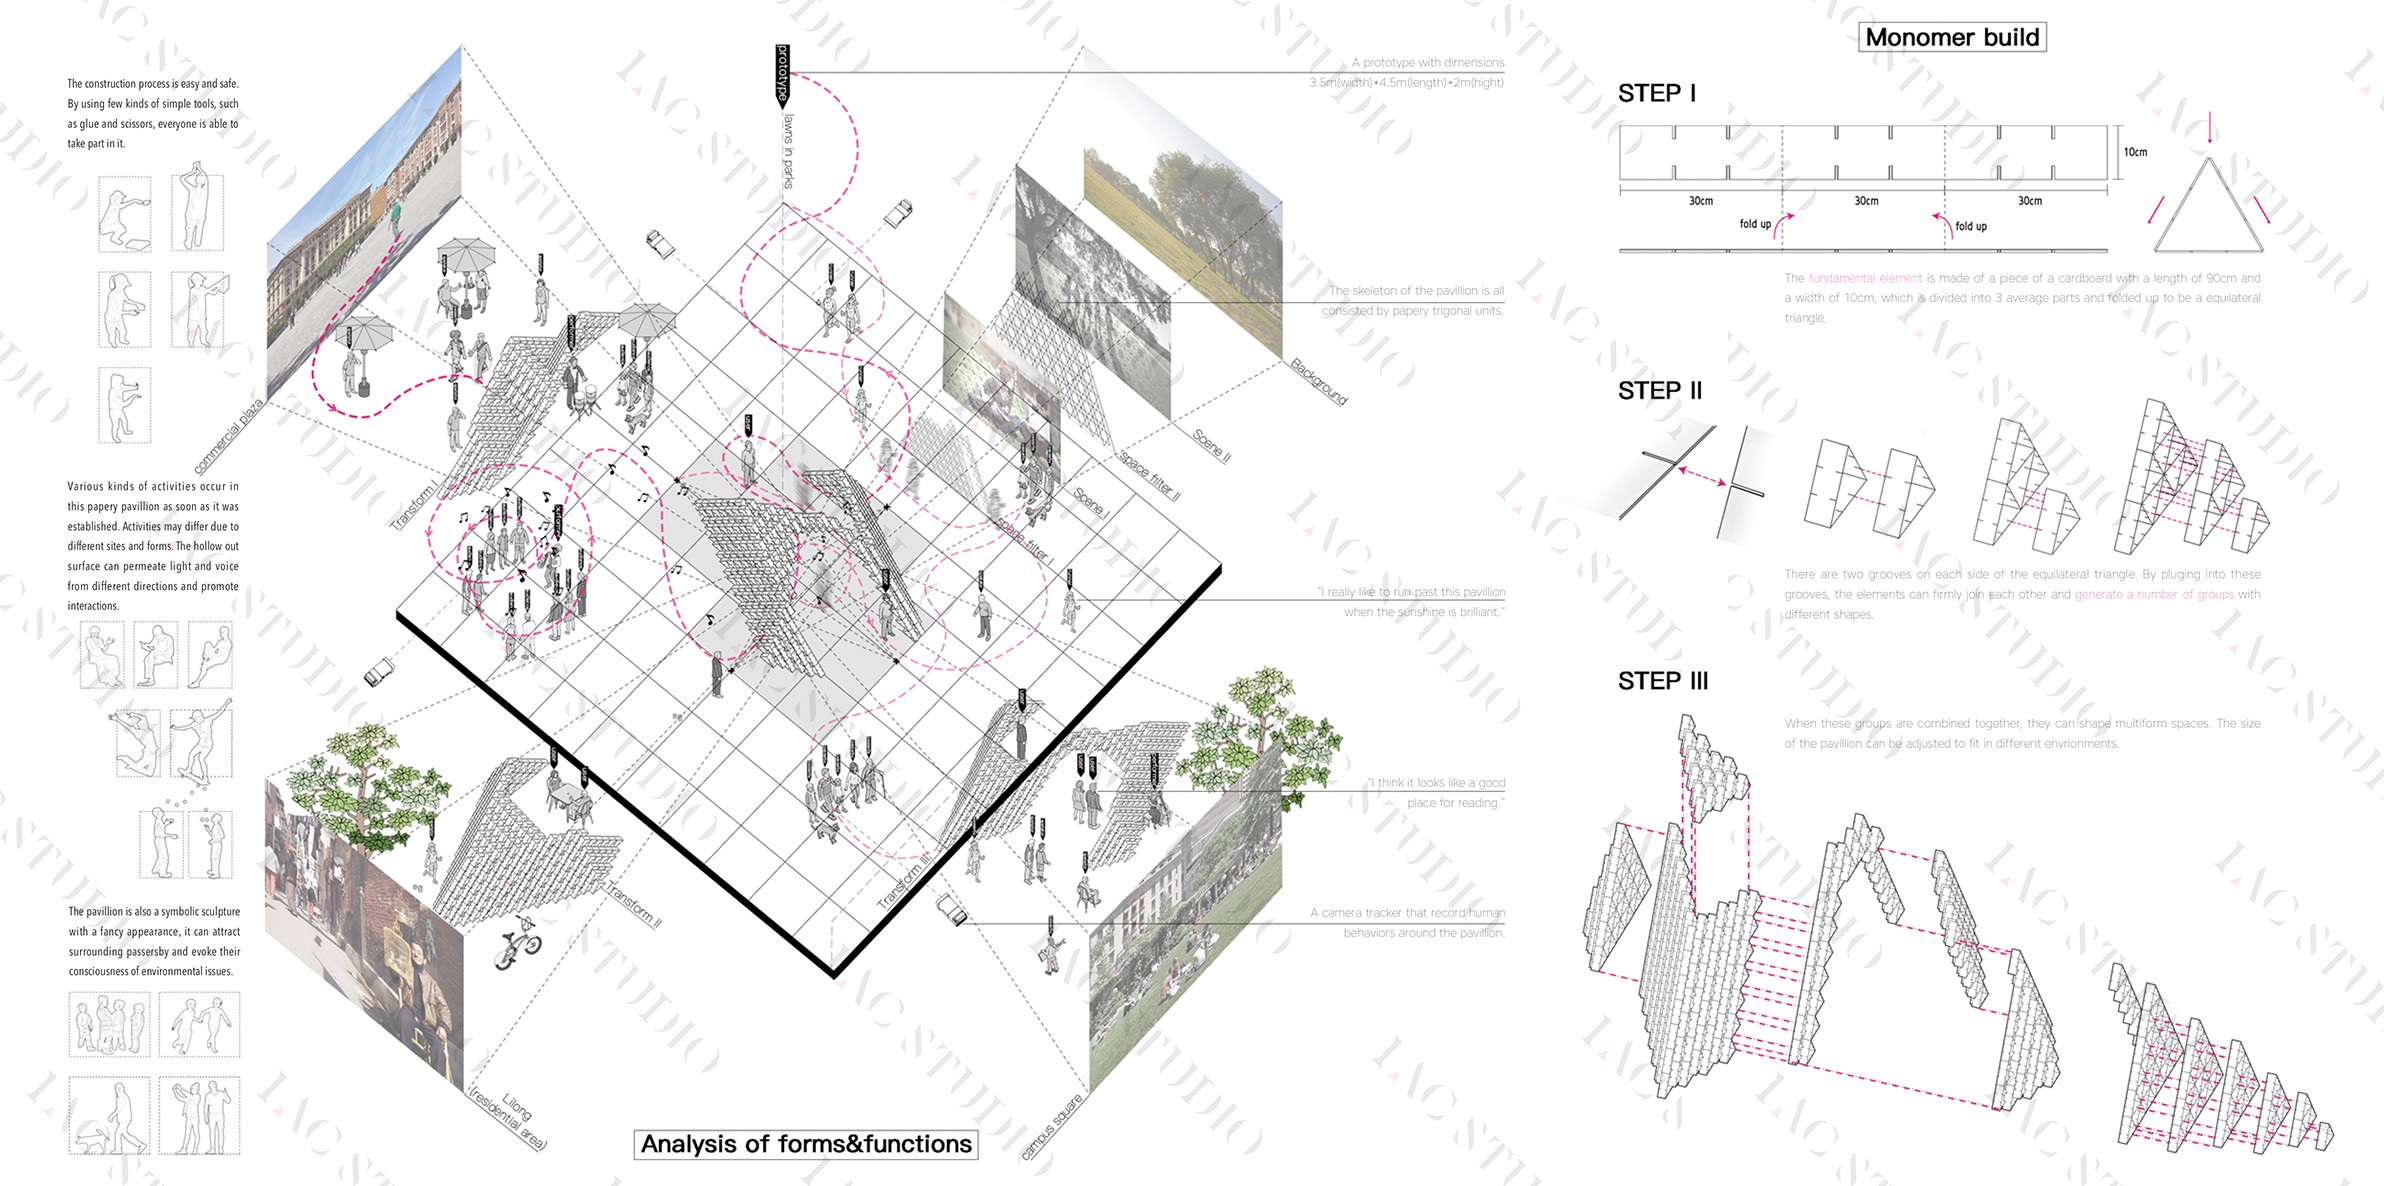 The construction process is easy and safe.
By using few kinds of simple tools, such
as glue and scissors, everyone is able to
take part in it.
Various kinds of activities occur in
this papery pavillion as soon as it was
established. Activities may differ due to
different sites and forms. The hollow out
surface can permeate light and voice
from different directions and promote
interactions.
The pavillion is also a symbolic sculpture
with a fancy appearance, it can attract
surrounding passersby and evoke their
consciousness of environmental issues.
prototype
lawns in parks
commercial plaza
Transform I
Transform II
Transform III
Lilong
(residential area)
campus square
Background
Scene II
space filter II
Scene I
space filter I
user
user
user
user
user
A prototype with dimensions
3.5m(width)*4.5m(length)*2m(hight)
The skeleton of the pavillion is all
consisted by papery trigonal units.
"I really like to run past this pavillion
when the sunshine is brilliant."
"I think it looks like a good
place for reading."
A camera tracker that record human
behaviors around the pavillion.
Analysis of forms&functions
Monomer build
STEP I
10cm
30cm
30cm
30cm
fold up
fold up
The fundamental element is made of a piece of a cardboard with a length of 90cm and
a width of 10cm, which is divided into 3 average parts and folded up to be a equilateral
triangle.
STEP II
There are two grooves on each side of the equilateral triangle. By pluging into these
grooves, the elements can firmly join each other and generate a number of groups with
different shapes.
STEP III
When these groups are combined together, they can shape multiform spaces. The size
of the pavillion can be adjusted to fit in different envrionments.
STUDIO